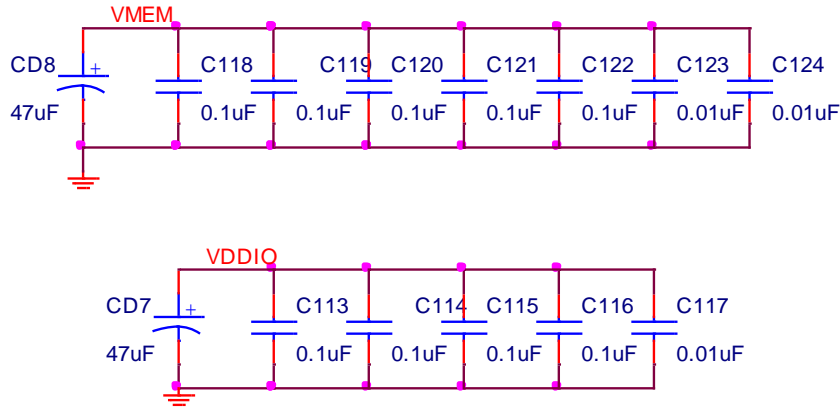 VMEM
CD8 + C118 C119 C120 C121 C122 C123 C124
47uF 0.1uF 0.1uF 0.1uF 0.1uF 0.1uF 0.01uF 0.01uF
VDDIO
CD7 + C113 C114 C115 C116 C117
47uF 0.1uF 0.1uF 0.1uF 0.1uF 0.01uF